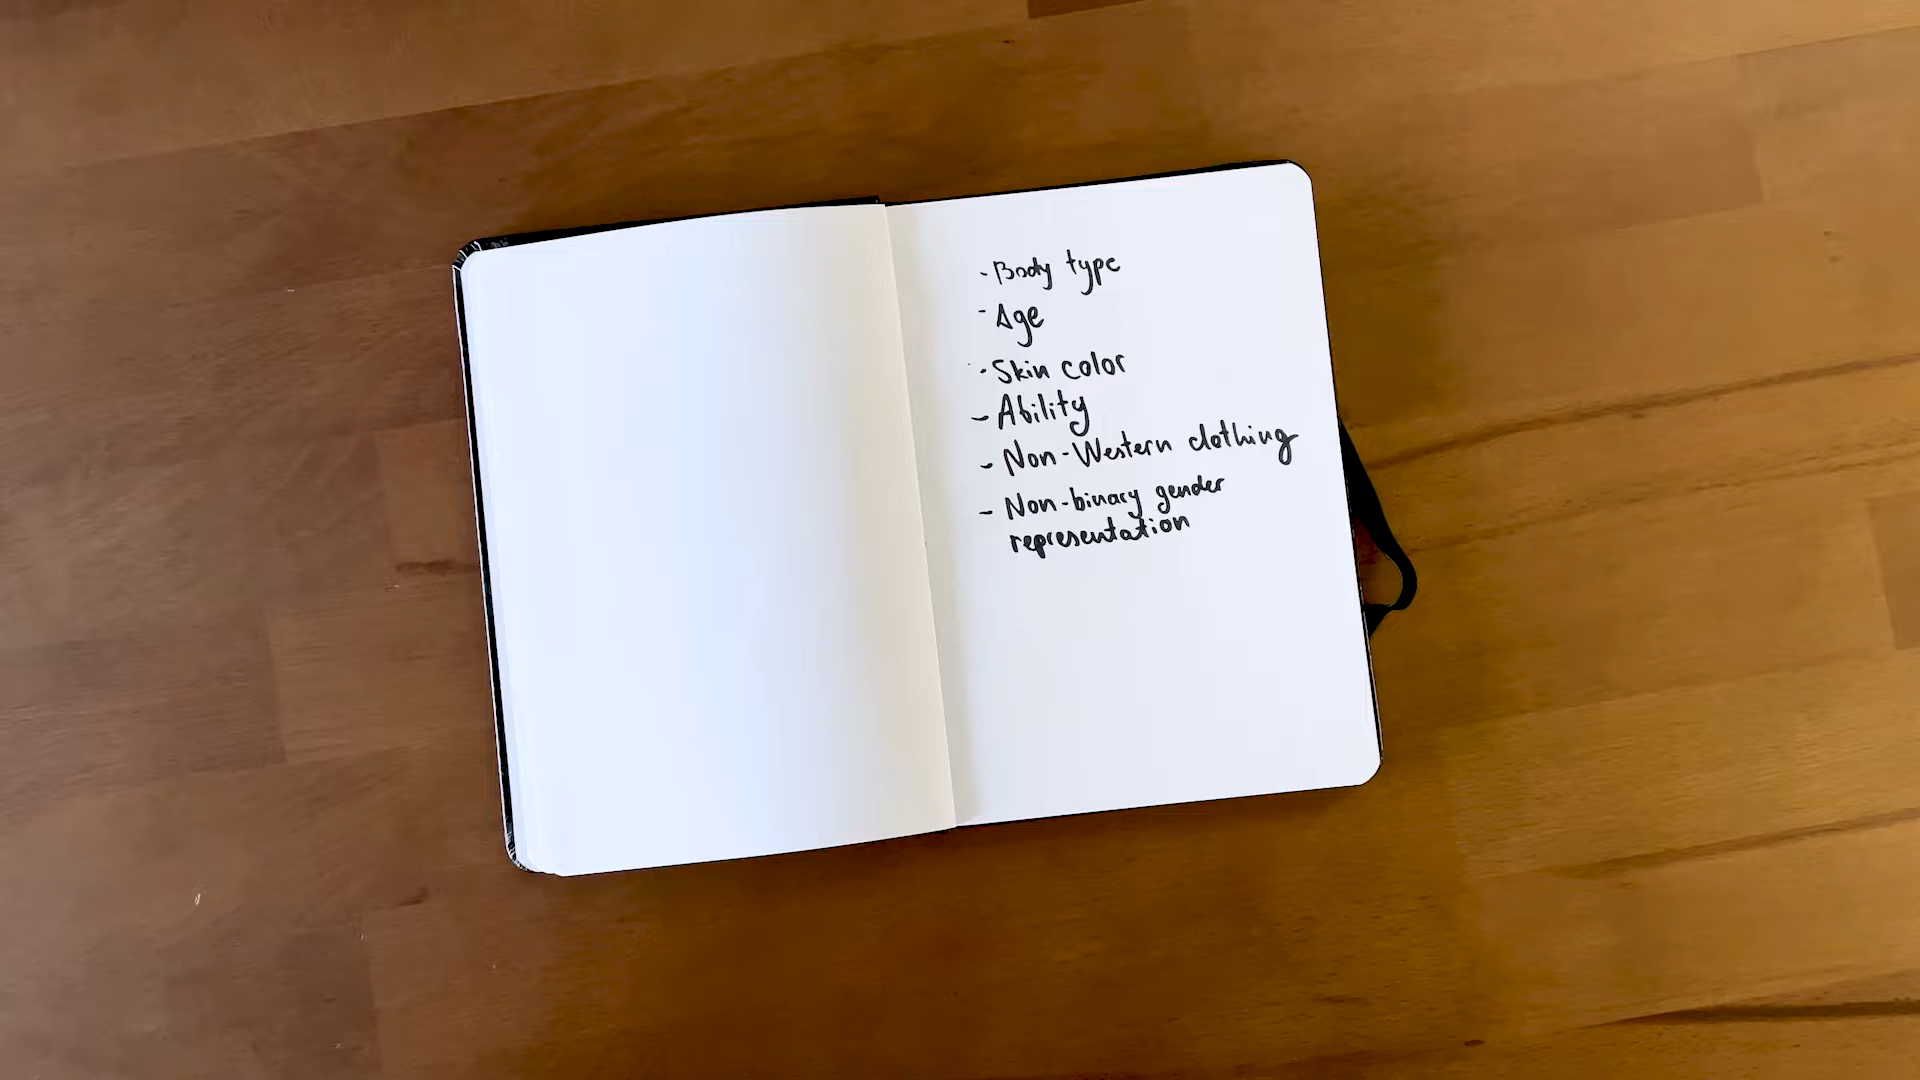 - Body type
- Age
- Skin color
- Ability
- Non-Western clothing
- Non-binary gender
representation